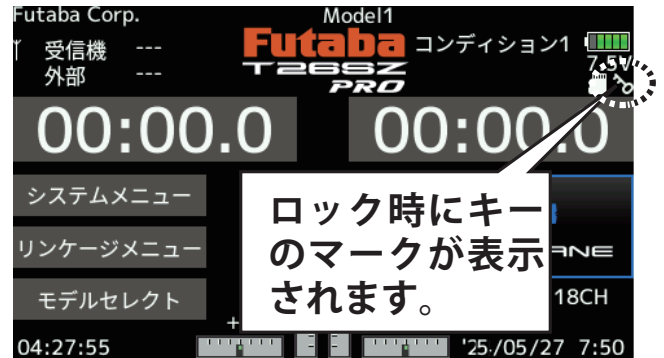 Futaba Corp.
Model1
受信機 ---
外部 ---
Futaba
T26SZ
PRO
コンディション1
7.5V
00:00.0
00:00.0
システムメニュー
リンケージメニュー
モデルセレクト
ロック時にキー
のマークが表示
されます。
ANE
18CH
04:27:55
'25/05/27 7:50